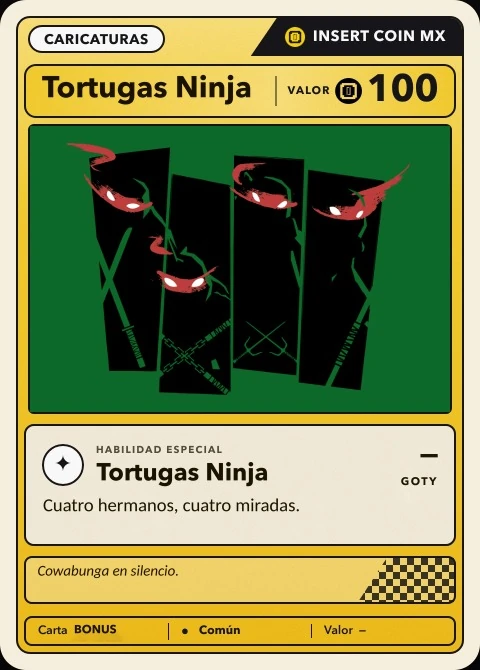 CARICATURAS
INSERT COIN MX
Tortugas Ninja
VALOR 100
HABILIDAD ESPECIAL
Tortugas Ninja
—
GOTY
Cuatro hermanos, cuatro miradas.
Cowabunga en silencio.
Carta BONUS
• Común
Valor –